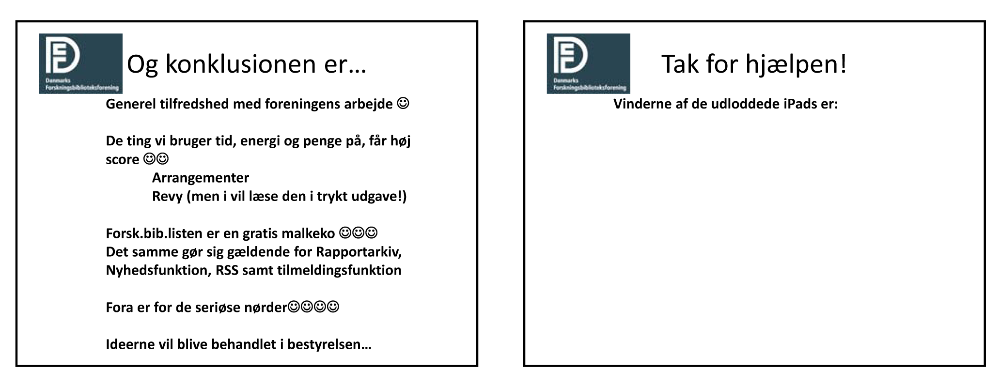 Danmarks
Forskningsbiblioteksforening
Og konklusionen er…
Generel tilfredshed med foreningens arbejde ☺
De ting vi bruger tid, energi og penge på, får høj
score ☺☺
Arrangementer
Revy (men i vil læse den i trykt udgave!)
Forsk.bib.listen er en gratis malkeko ☺☺☺
Det samme gør sig gældende for Rapportarkiv,
Nyhedsfunktion, RSS samt tilmeldingsfunktion
Fora er for de seriøse nørder☺☺☺☺
Ideerne vil blive behandlet i bestyrelsen…
Danmarks
Forskningsbiblioteksforening
Tak for hjælpen!
Vinderne af de udloddede iPads er: